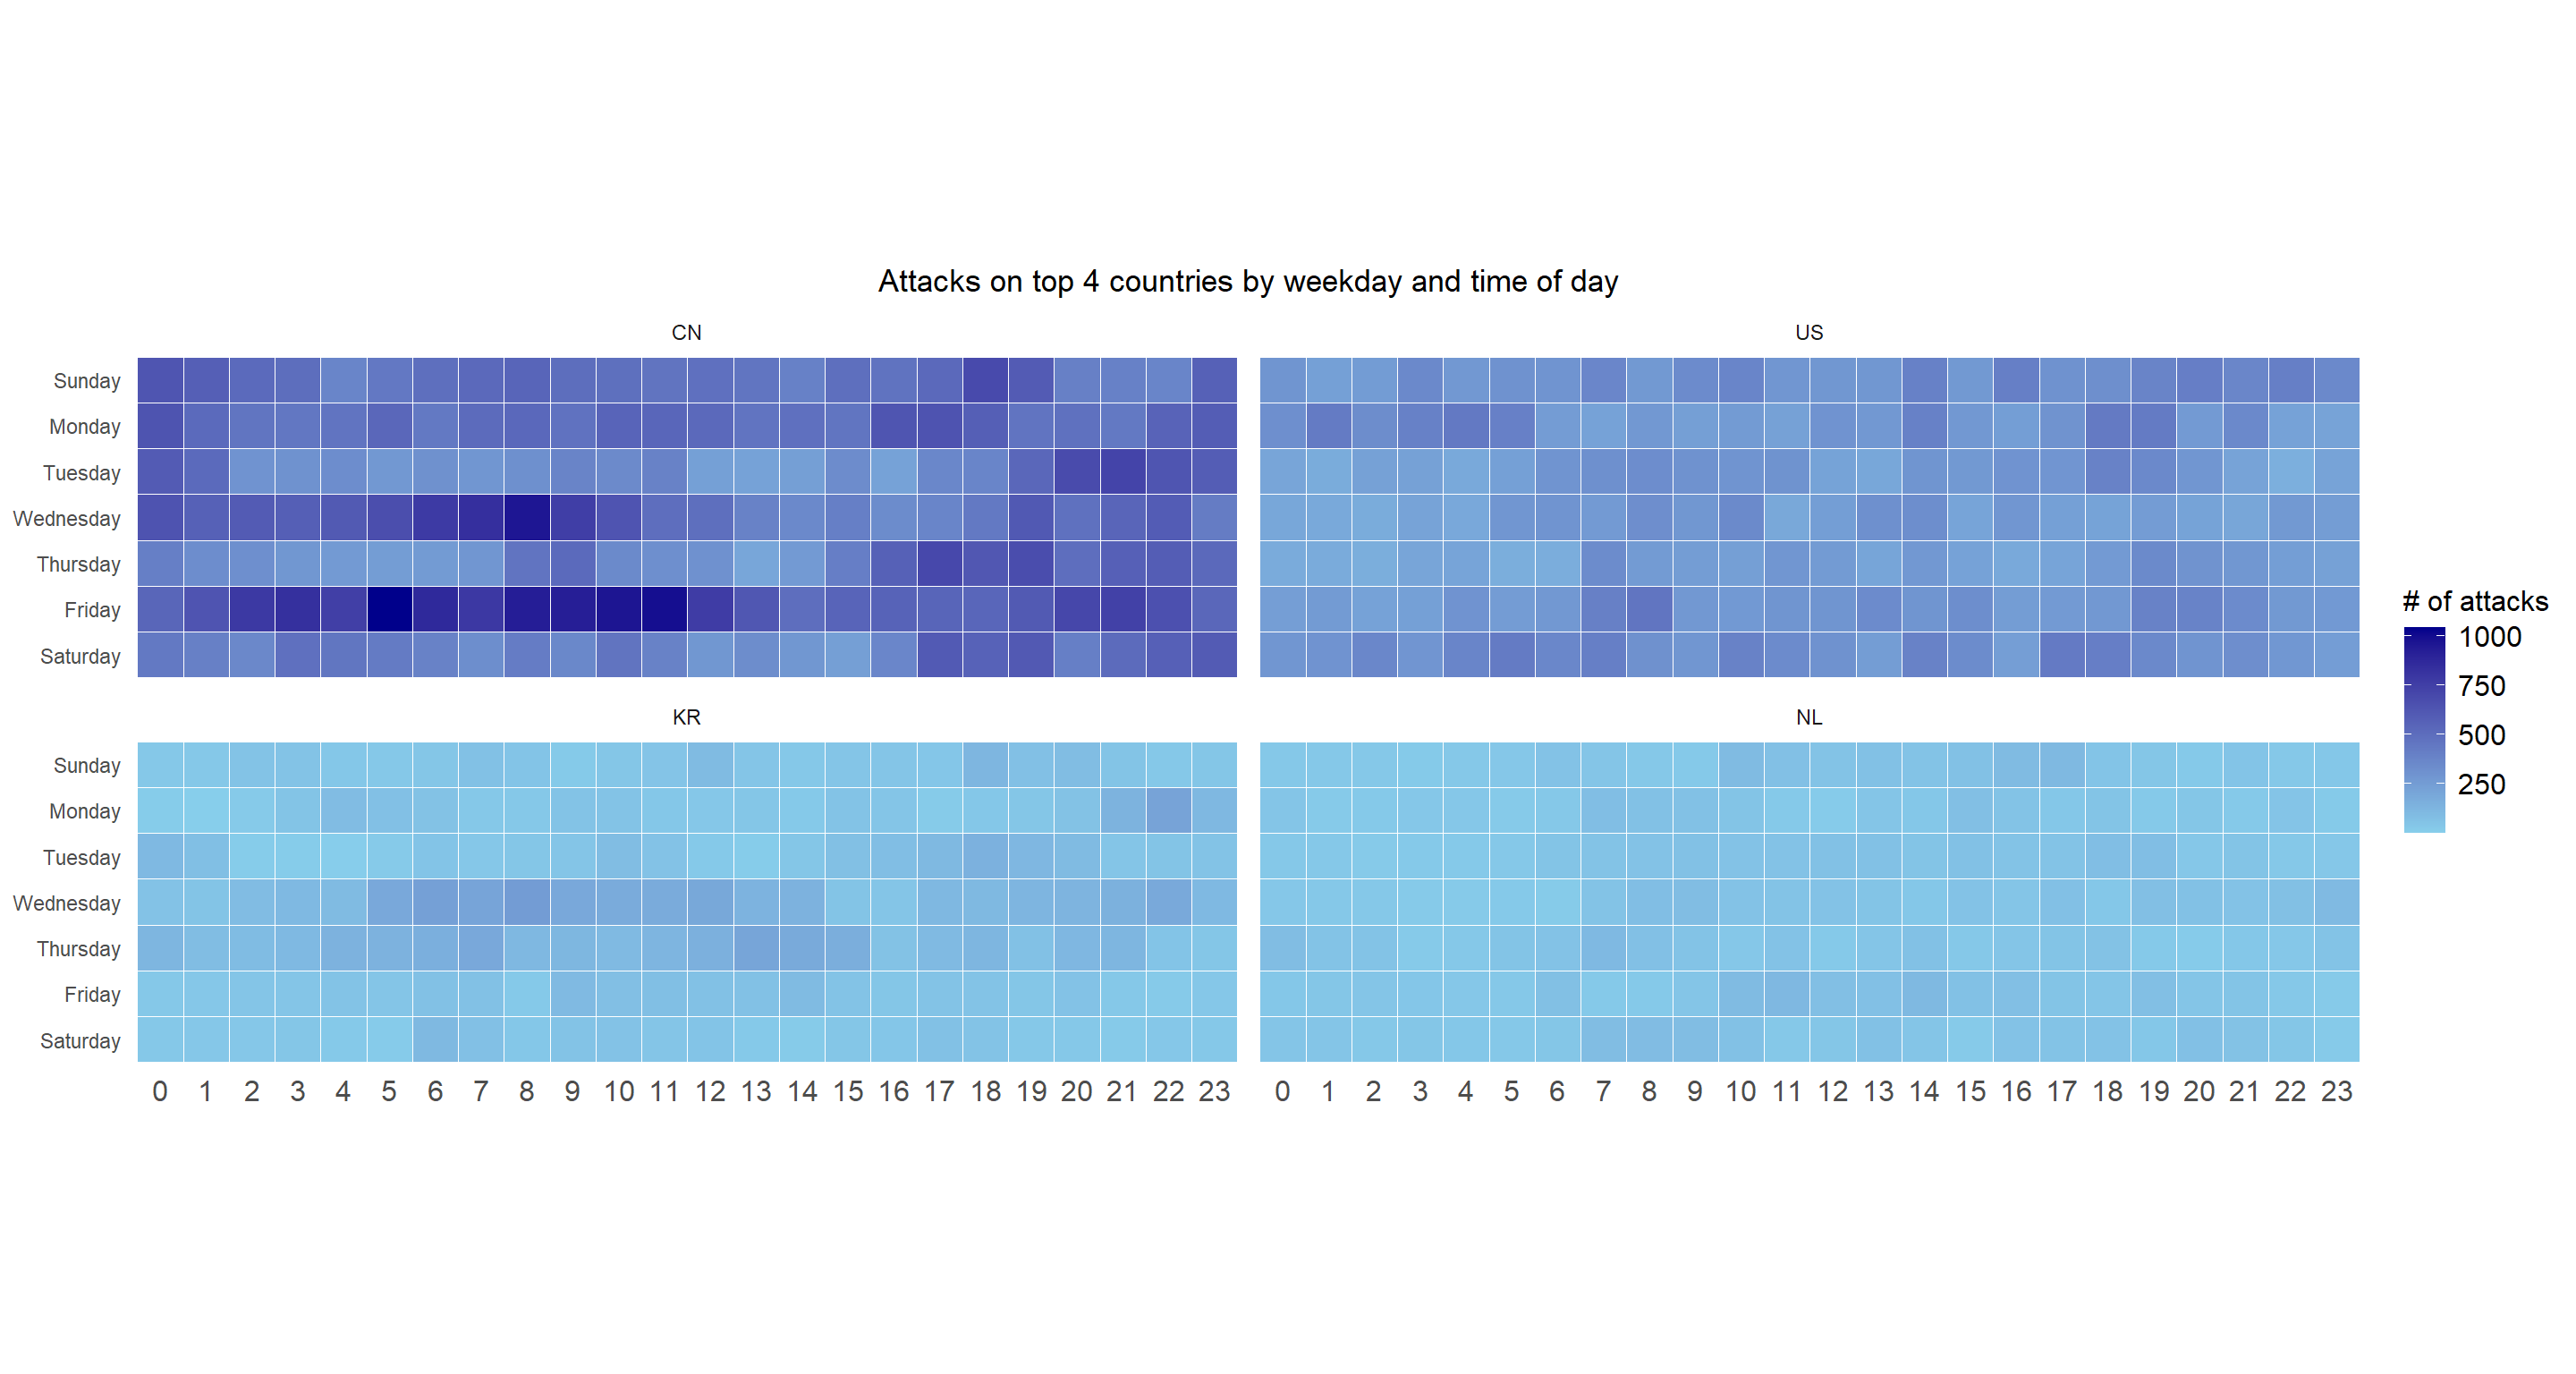 Attacks on top 4 countries by weekday and time of day
CN
US
Sunday
Monday
Tuesday
Wednesday
Thursday
Friday
Saturday
# of attacks
1000
750
500
250
KR
NL
Sunday
Monday
Tuesday
Wednesday
Thursday
Friday
Saturday
0 1 2 3 4 5 6 7 8 9 10 11 12 13 14 15 16 17 18 19 20 21 22 23
0 1 2 3 4 5 6 7 8 9 10 11 12 13 14 15 16 17 18 19 20 21 22 23